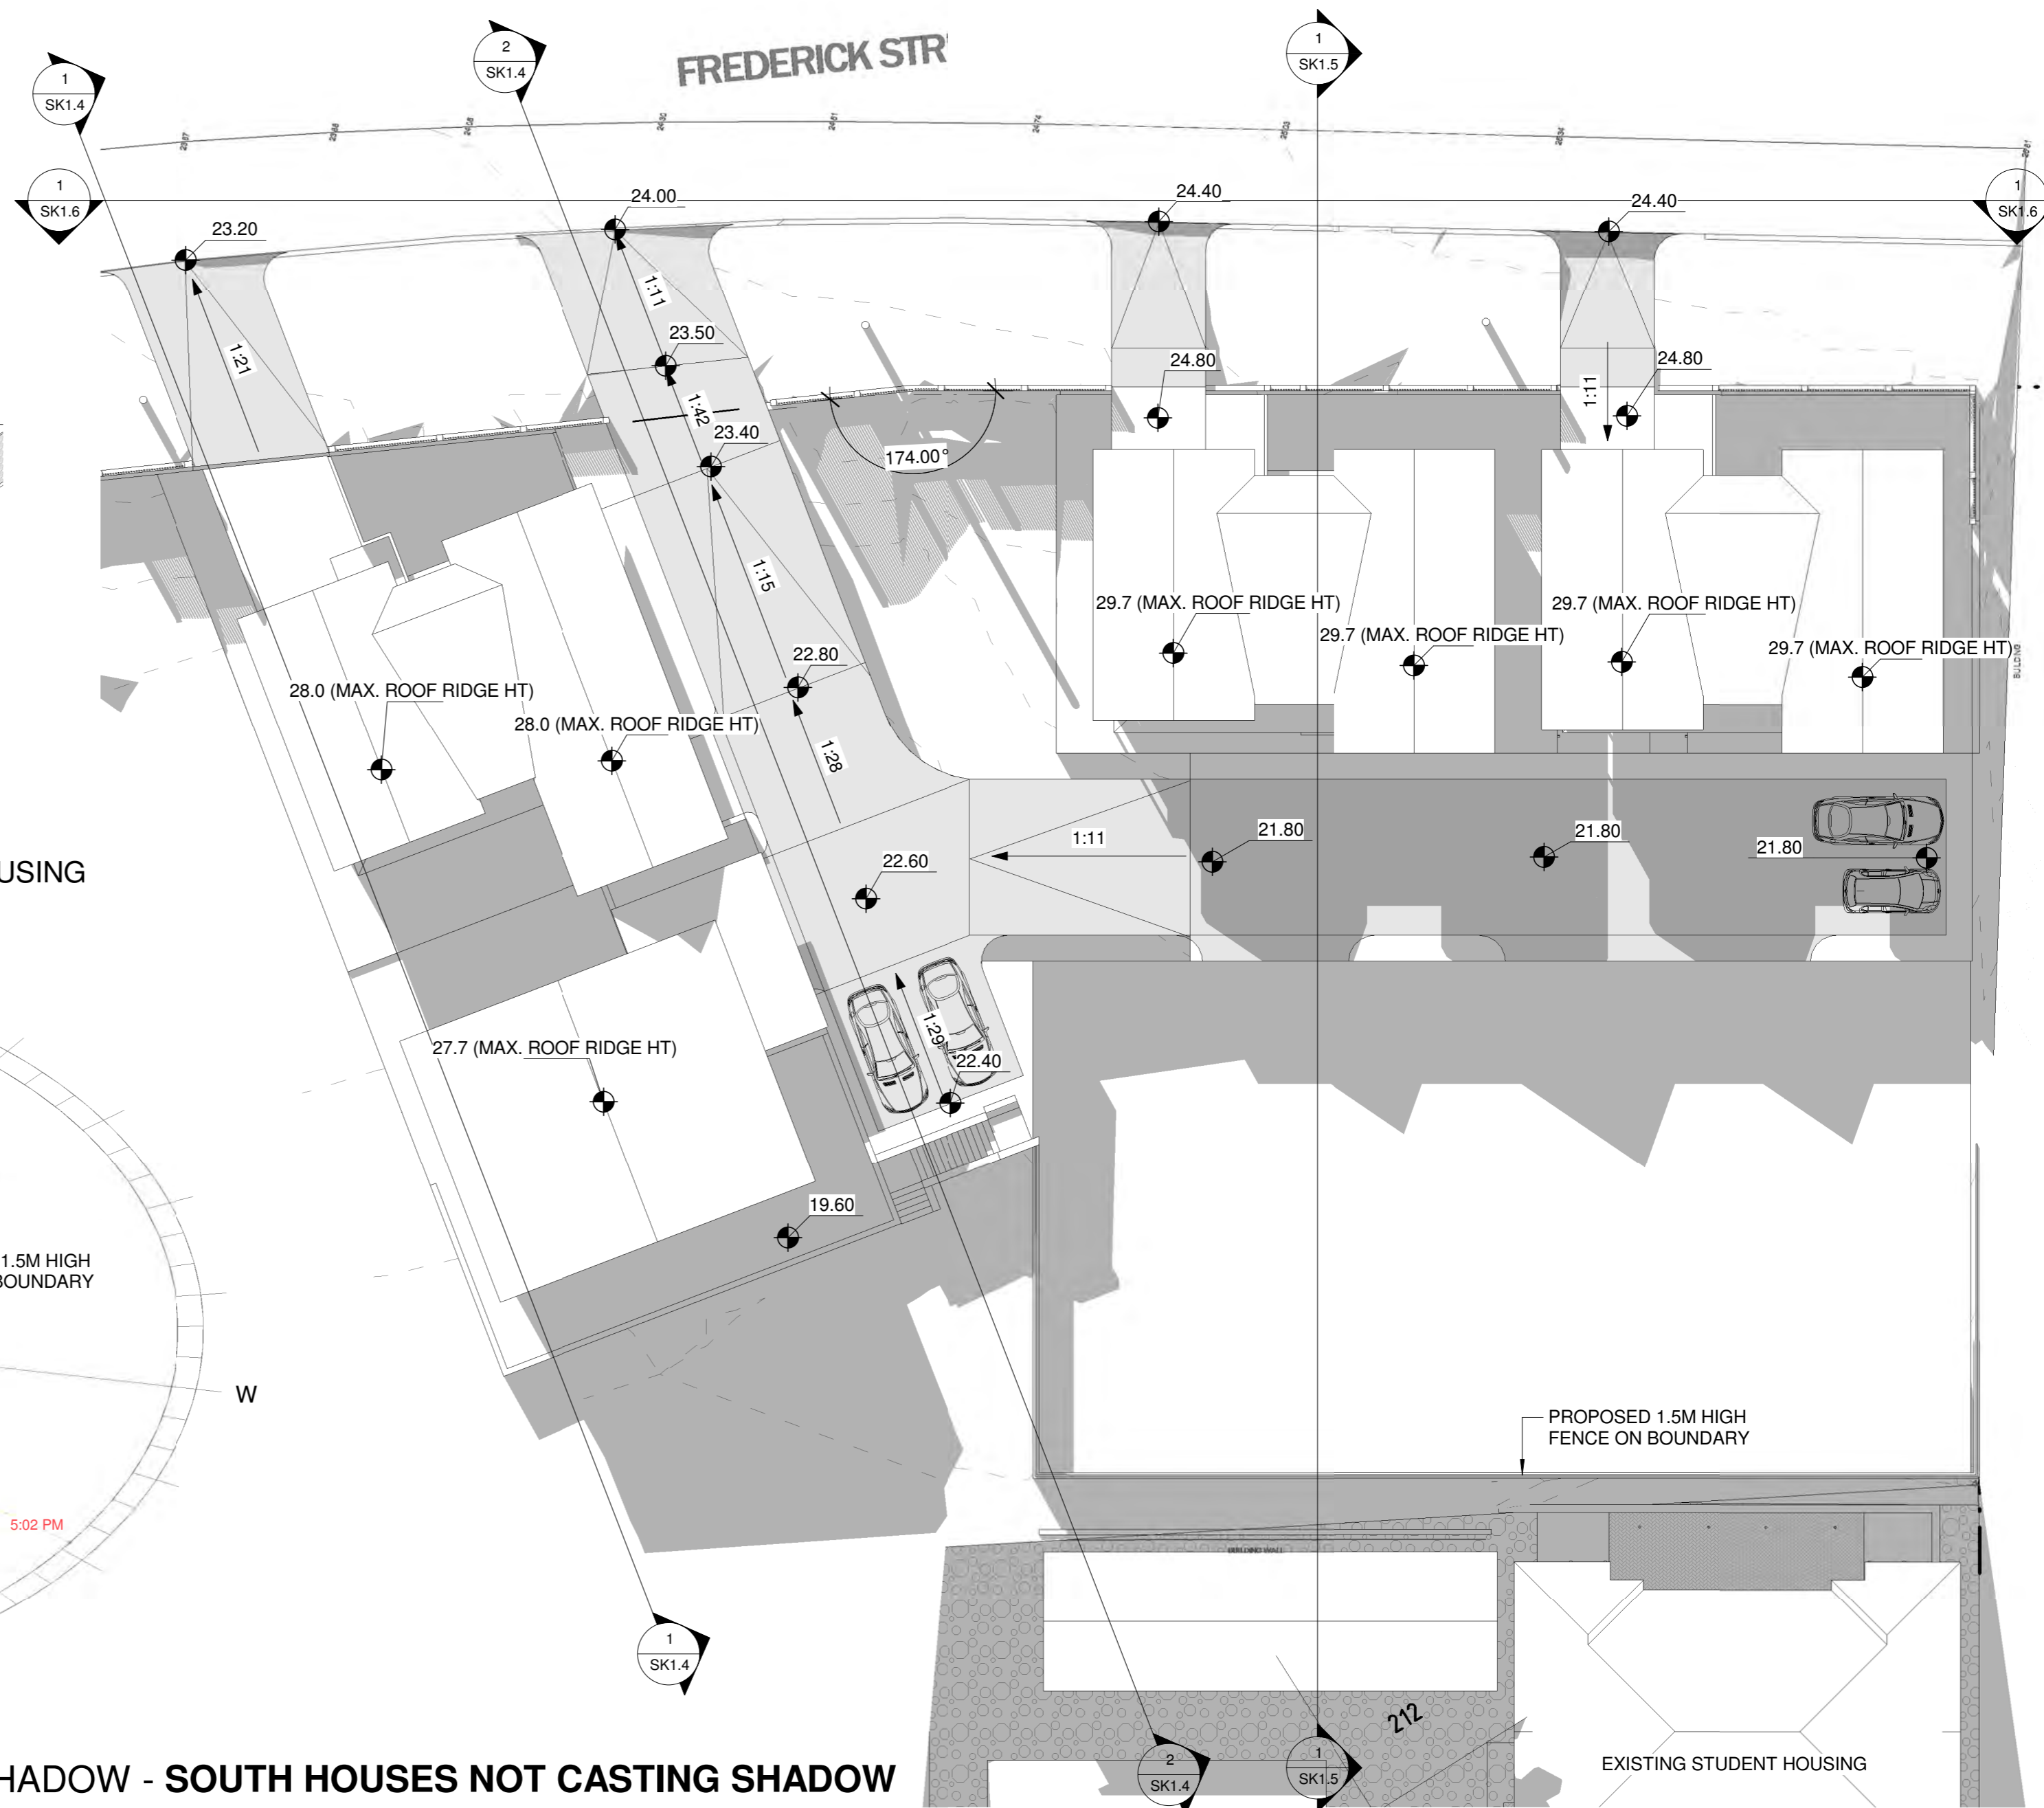 FREDERICK STR
1
SK1.4
2
SK1.4
1
SK1.5
1
SK1.6
1
SK1.6
23.20
24.00
24.40
24.40
1:21
1:11
23.50
1:42
23.40
174.00°
24.80
1:11
24.80
1:15
22.80
1:28
29.7 (MAX. ROOF RIDGE HT)
29.7 (MAX. ROOF RIDGE HT)
29.7 (MAX. ROOF RIDGE HT)
29.7 (MAX. ROOF RIDGE HT)
28.0 (MAX. ROOF RIDGE HT)
28.0 (MAX. ROOF RIDGE HT)
USING
22.60
1:11
21.80
21.80
21.80
27.7 (MAX. ROOF RIDGE HT)
1:29
22.40
19.60
1.5M HIGH
BOUNDARY
W
5:02 PM
PROPOSED 1.5M HIGH
FENCE ON BOUNDARY
BUILDING WALL
1
SK1.4
212
2
SK1.4
1
SK1.5
EXISTING STUDENT HOUSING
HADOW - SOUTH HOUSES NOT CASTING SHADOW